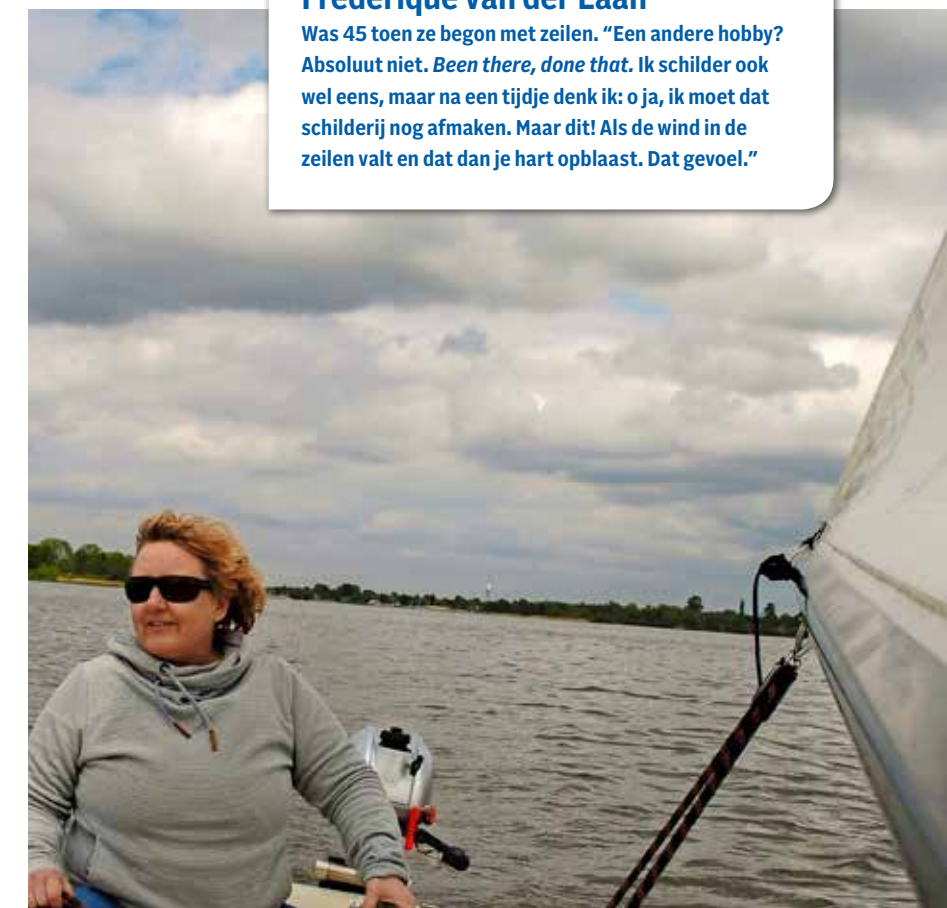 Frederique van der Laan
Was 45 toen ze begon met zeilen. “Een andere hobby?
Absoluut niet. Been there, done that. Ik schilder ook
wel eens, maar na een tijdje denk ik: o ja, ik moet dat
schilderij nog afmaken. Maar dit! Als de wind in de
zeilen valt en dat dan je hart opblaast. Dat gevoel.”